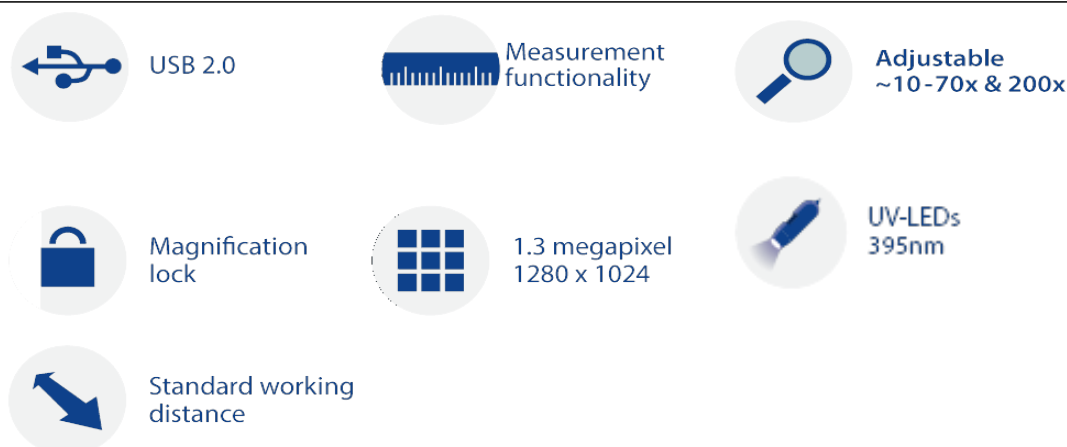 USB 2.0
Measurement
functionality
Adjustable
~10-70x & 200x
Magnification
lock
1.3 megapixel
1280 x 1024
UV-LEDs
395nm
Standard working
distance